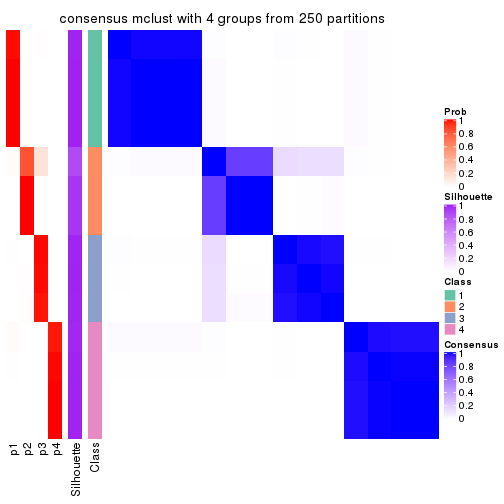 consensus mclust with 4 groups from 250 partitions
Prob
1
0.8
0.6
0.4
0.2
0
Silhouette
1
0.8
0.6
0.4
0.2
0
Class
1
2
3
4
Consensus
1
0.8
0.6
0.4
0.2
0
p1
p2
p3
p4
Silhouette
Class